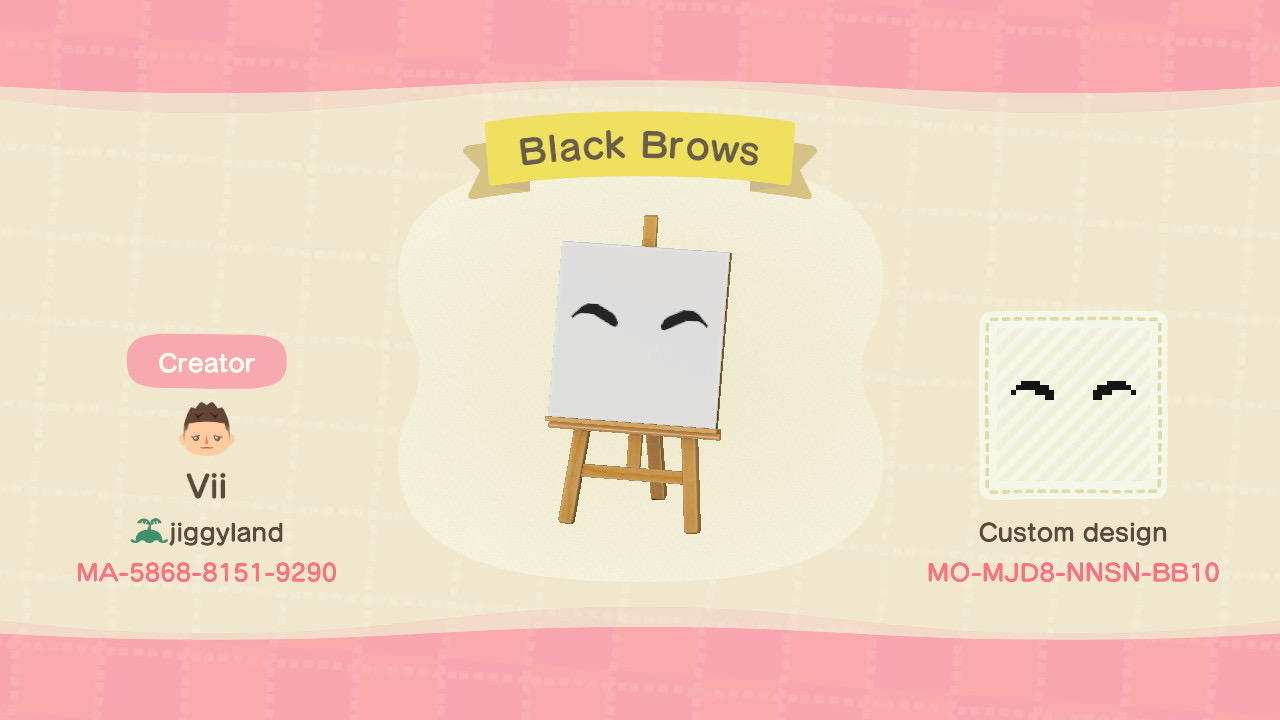 Black Brows
Creator
Vii
jiggyland
MA-5868-8151-9290
Custom design
MO-MJD8-NNSN-BB10